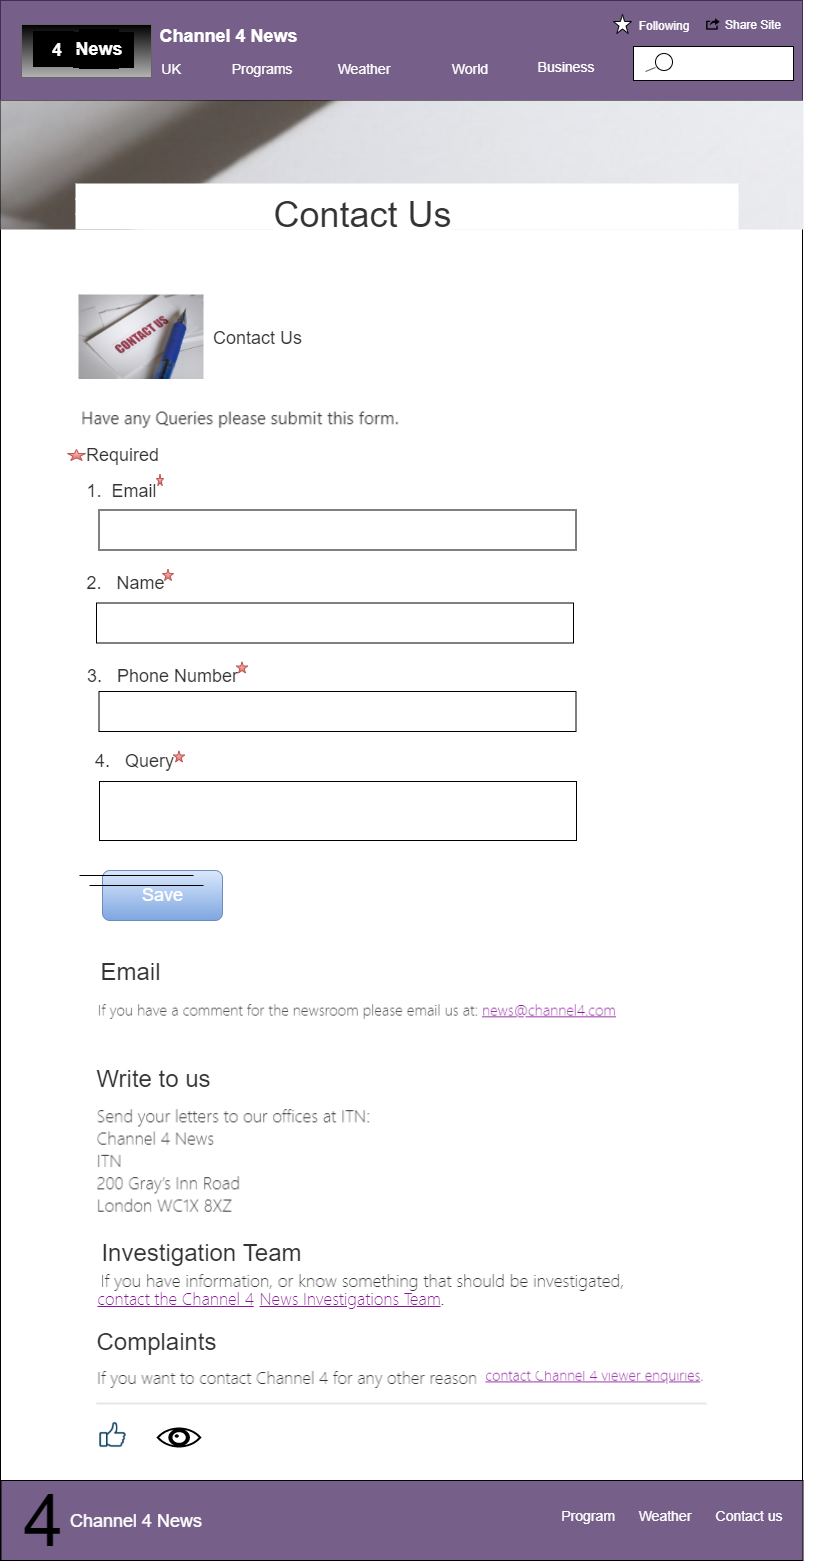 4 News
Channel 4 News
Following
Share Site
UK
Programs
Weather
World
Business
Contact Us
CONTACT US
Contact Us
Have any Queries please submit this form.
Required
1. Email
2. Name
3. Phone Number
4. Query
Save
Email
If you have a comment for the newsroom please email us at: news@channel4.com
Write to us
Send your letters to our offices at ITN:
Channel 4 News
ITN
200 Gray's Inn Road
London WC1X 8XZ
Investigation Team
If you have information, or know something that should be investigated,
contact the Channel 4 News Investigations Team.
Complaints
If you want to contact Channel 4 for any other reason contact Channel 4 viewer enquiries.
4 Channel 4 News
Program
Weather
Contact us